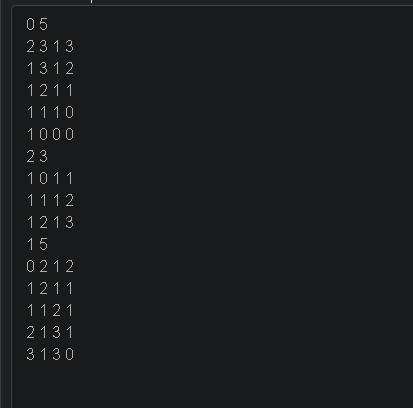 0 5
2 3 1 3
1 3 1 2
1 2 1 1
1 1 1 0
1 0 0 0
2 3
1 0 1 1
1 1 1 2
1 2 1 3
1 5
0 2 1 2
1 2 1 1
1 1 2 1
2 1 3 1
3 1 3 0